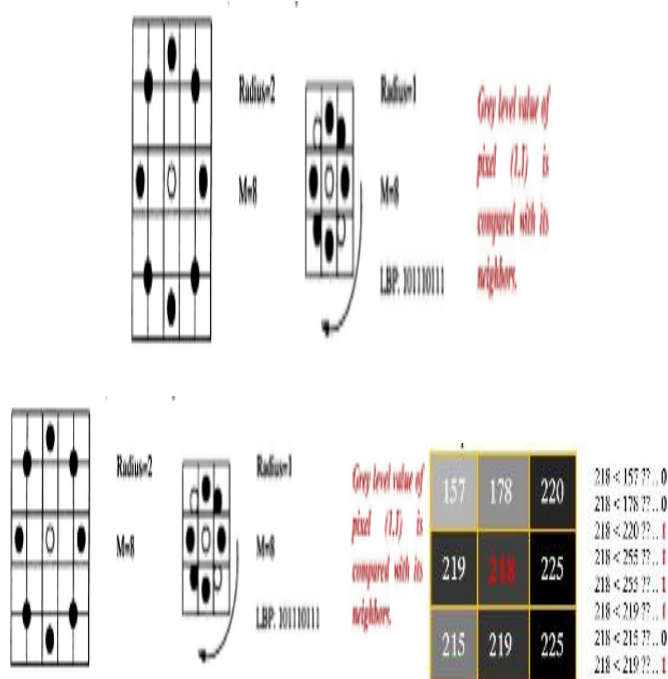 Radius=2
M=8
Radius=1
M=8
LBP: 101110111
Grey level value of
pixel (1,1) is
compared with its
neighbors.
Radius=2
M=8
Radius=1
M=8
LBP: 101110111
Grey level value of
pixel (1,1) is
compared with its
neighbors.
157 178 220
219 218 225
215 219 225
218 < 157 ??... 0
218 < 178 ??... 0
218 < 220 ??... 1
218 < 255 ??... 1
218 < 255 ??... 1
218 < 219 ??... 1
218 < 215 ??... 0
218 < 219 ??... 1